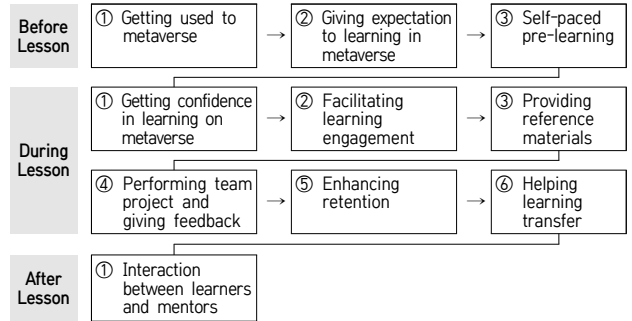 Before
Lesson
① Getting used to
metaverse
→
② Giving expectation
to learning in
metaverse
→
③ Self-paced
pre-learning
During
Lesson
① Getting confidence
in learning on
metaverse
→
② Facilitating
learning
engagement
→
③ Providing
reference
materials
④ Performing team
project and
giving feedback
→
⑤ Enhancing
retention
→
⑥ Helping
learning
transfer
After
Lesson
① Interaction
between learners
and mentors